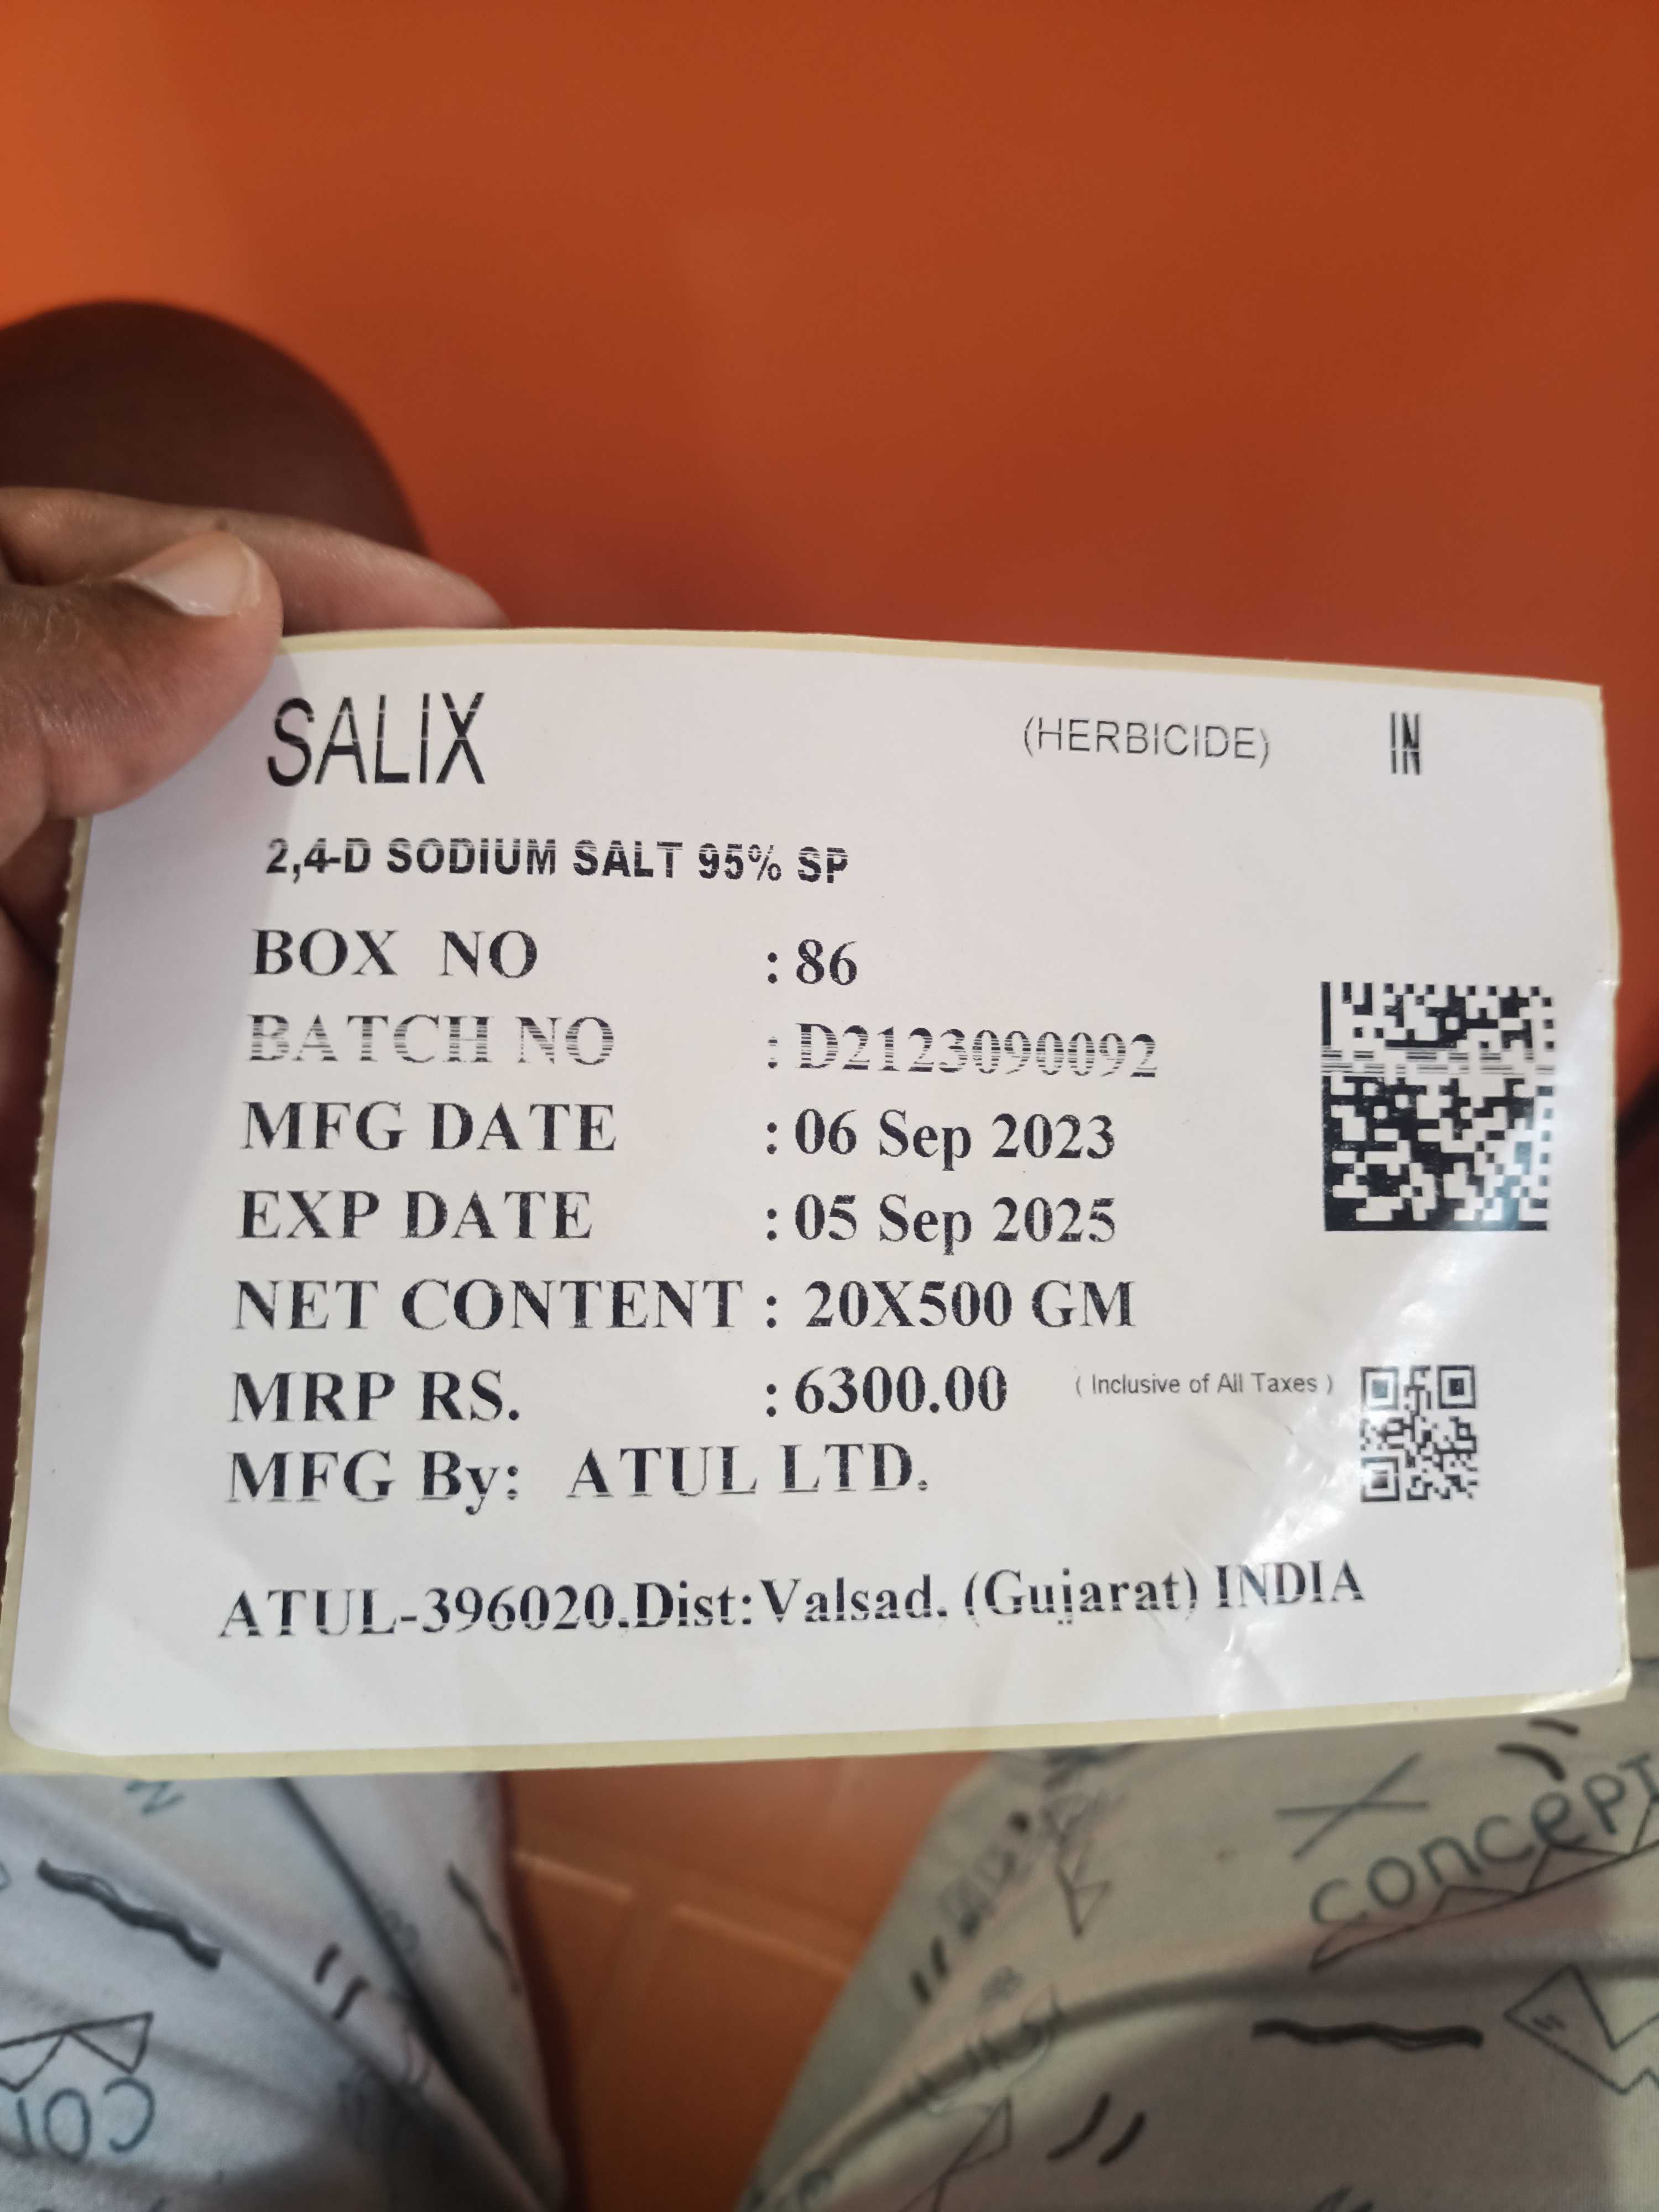 SALIX (HERBICIDE) IN
2,4-D SODIUM SALT 95% SP
BOX NO : 86
BATCH NO : D2123090092
MFG DATE : 06 Sep 2023
EXP DATE : 05 Sep 2025
NET CONTENT : 20X500 GM
MRP RS. : 6300.00 ( Inclusive of All Taxes )
MFG By: ATUL LTD.
ATUL-396020.Dist:Valsad. (Gujarat) INDIA
CONCEPT